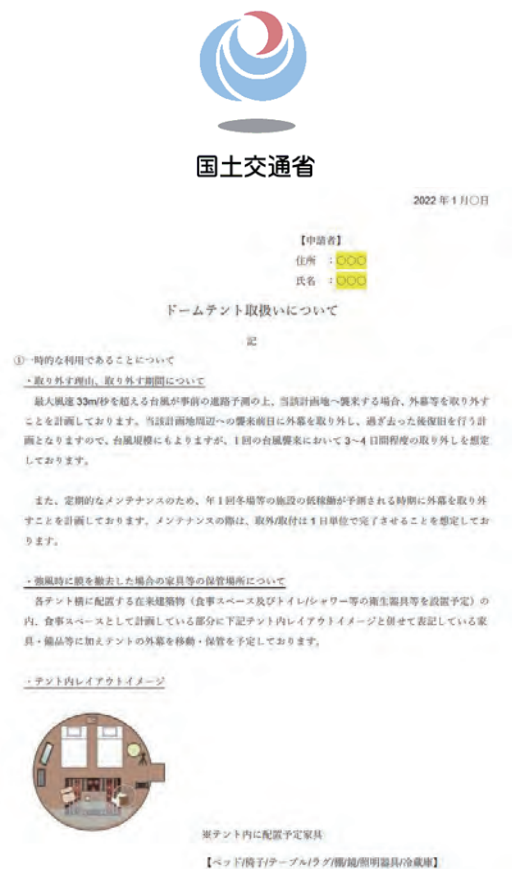 国土交通省
2022 年 1 月〇日
【申請者】
住所 ：〇〇〇
氏名 ：〇〇〇
ドームテント取扱いについて
記
①一時的な利用であることについて
・取り外す理由、取り外す期間について
最大風速 33m/秒を超える台風が事前の進路予測の上、当該計画地へ襲来する場合、外幕等を取り外す
ことを計画しております。当該計画地周辺への襲来前日に外幕を取り外し、過ぎ去った後復旧を行う計
画となりますので、台風規模にもよりますが、1 回の台風襲来において 3〜4 日間程度の取り外しを想定
しております。
また、定期的なメンテナンスのため、年 1 回冬場等の施設の低稼働が予測される時期に外幕を取り外
すことを計画しております。メンテナンスの際は、取外/取付は 1 日単位で完了させることを想定してお
ります。
・強風時に膜を撤去した場合の家具等の保管場所について
各テント横に配置する在来建築物（食事スペース及びトイレ/シャワー等の衛生器具等を設置予定）の
内、食事スペースとして計画している部分に下記テント内レイアウトイメージと併せて表記している家
具・備品等に加えテントの外幕を移動・保管を予定しております。
・テント内レイアウトイメージ
※テント内に配置予定家具
【ベッド/椅子/テーブル/ラグ/棚/鏡/照明器具/冷蔵庫】